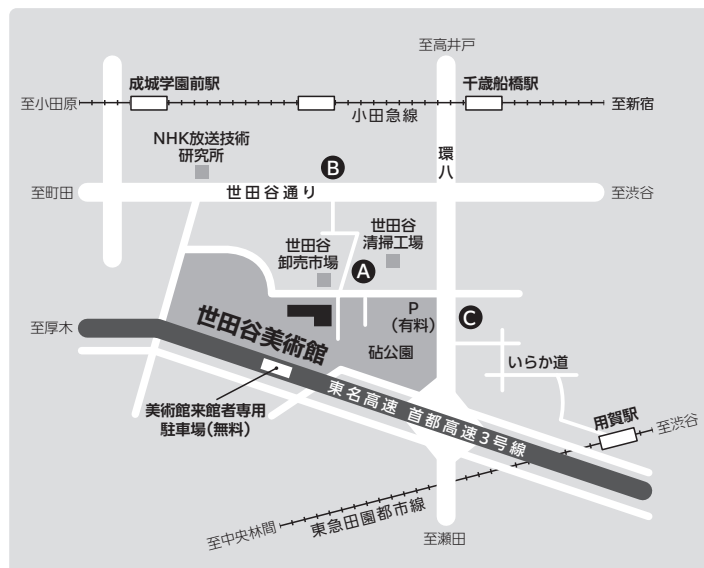 至高井戸
成城学園前駅
千歳船橋駅
至小田原
至新宿
小田急線
NHK放送技術
研究所
環八
B
至町田
世田谷通り
至渋谷
世田谷
清掃工場
世田谷
卸売市場
A
P
(有料)
C
世田谷美術館
至厚木
砧公園
いらか道
美術館来館者専用
駐車場(無料)
東名高速 首都高速3号線
用賀駅
至渋谷
東急田園都市線
至中央林間
至瀬田